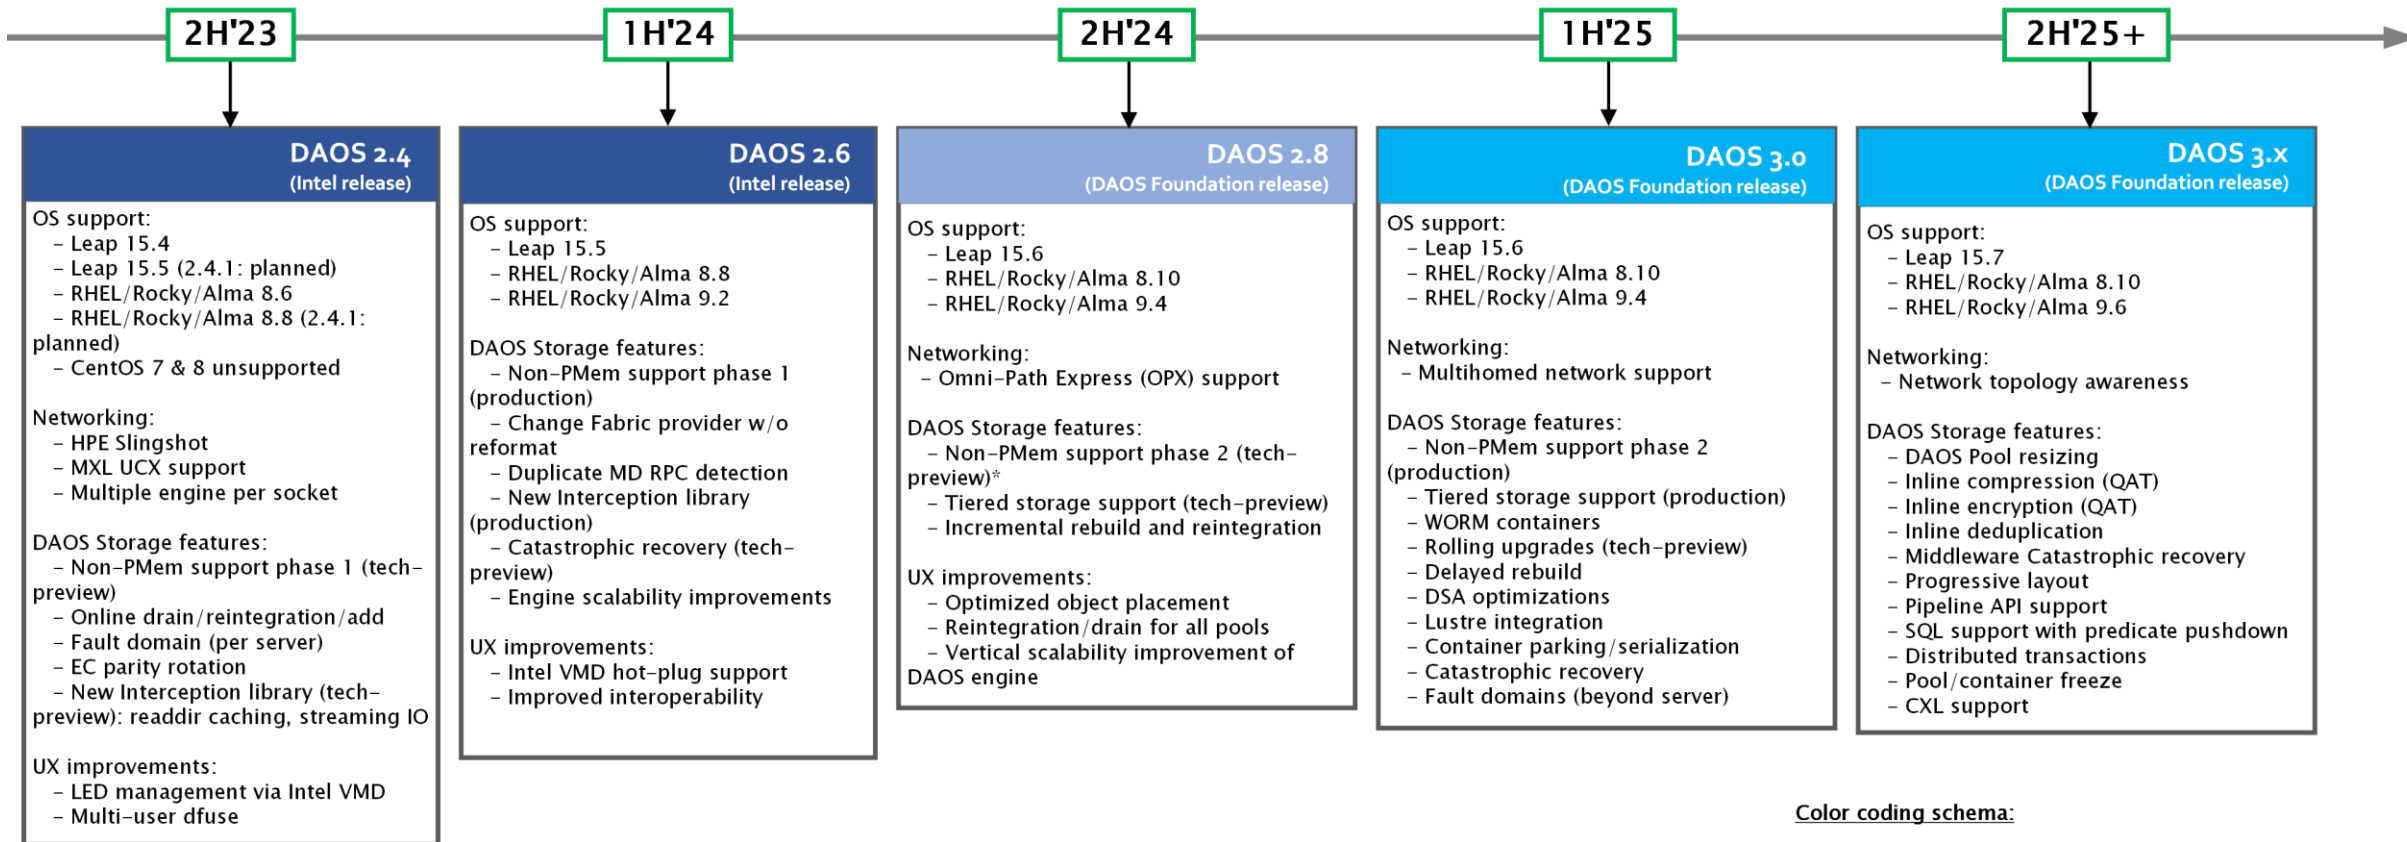 2H'23
1H'24
2H'24
1H'25
2H'25+
DAOS 2.4
(Intel release)
OS support:
– Leap 15.4
– Leap 15.5 (2.4.1: planned)
– RHEL/Rocky/Alma 8.6
– RHEL/Rocky/Alma 8.8 (2.4.1:
planned)
– CentOS 7 & 8 unsupported
Networking:
– HPE Slingshot
– MXL UCX support
– Multiple engine per socket
DAOS Storage features:
– Non–PMem support phase 1 (tech–
preview)
– Online drain/reintegration/add
– Fault domain (per server)
– EC parity rotation
– New Interception library (tech–
preview): readdir caching, streaming IO
UX improvements:
– LED management via Intel VMD
– Multi–user dfuse
DAOS 2.6
(Intel release)
OS support:
– Leap 15.5
– RHEL/Rocky/Alma 8.8
– RHEL/Rocky/Alma 9.2
DAOS Storage features:
– Non–PMem support phase 1
(production)
– Change Fabric provider w/o
reformat
– Duplicate MD RPC detection
– New Interception library
(production)
– Catastrophic recovery (tech–
preview)
– Engine scalability improvements
UX improvements:
– Intel VMD hot–plug support
– Improved interoperability
DAOS 2.8
(DAOS Foundation release)
OS support:
– Leap 15.6
– RHEL/Rocky/Alma 8.10
– RHEL/Rocky/Alma 9.4
Networking:
– Omni–Path Express (OPX) support
DAOS Storage features:
– Non–PMem support phase 2 (tech–
preview)*
– Tiered storage support (tech–preview)
– Incremental rebuild and reintegration
UX improvements:
– Optimized object placement
– Reintegration/drain for all pools
– Vertical scalability improvement of
DAOS engine
DAOS 3.0
(DAOS Foundation release)
OS support:
– Leap 15.6
– RHEL/Rocky/Alma 8.10
– RHEL/Rocky/Alma 9.4
Networking:
– Multihomed network support
DAOS Storage features:
– Non–PMem support phase 2
(production)
– Tiered storage support (production)
– WORM containers
– Rolling upgrades (tech–preview)
– Delayed rebuild
– DSA optimizations
– Lustre integration
– Container parking/serialization
– Catastrophic recovery
– Fault domains (beyond server)
DAOS 3.x
(DAOS Foundation release)
OS support:
– Leap 15.7
– RHEL/Rocky/Alma 8.10
– RHEL/Rocky/Alma 9.6
Networking:
– Network topology awareness
DAOS Storage features:
– DAOS Pool resizing
– Inline compression (QAT)
– Inline encryption (QAT)
– Inline deduplication
– Middleware Catastrophic recovery
– Progressive layout
– Pipeline API support
– SQL support with predicate pushdown
– Distributed transactions
– Pool/container freeze
– CXL support
Color coding schema: